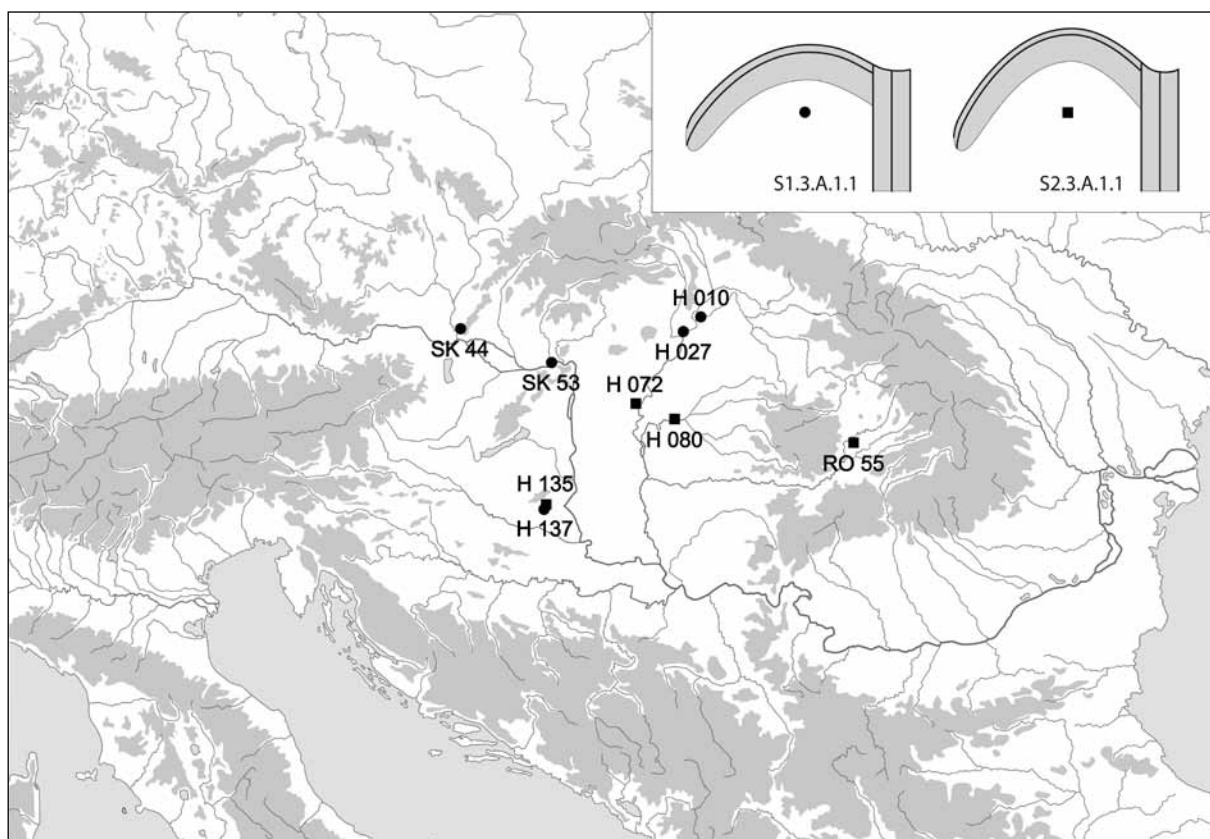 S1.3.A.1.1
S2.3.A.1.1
H 010
SK 44
H 027
SK 53
H 072
H 080
RO 55
H 135
H 137